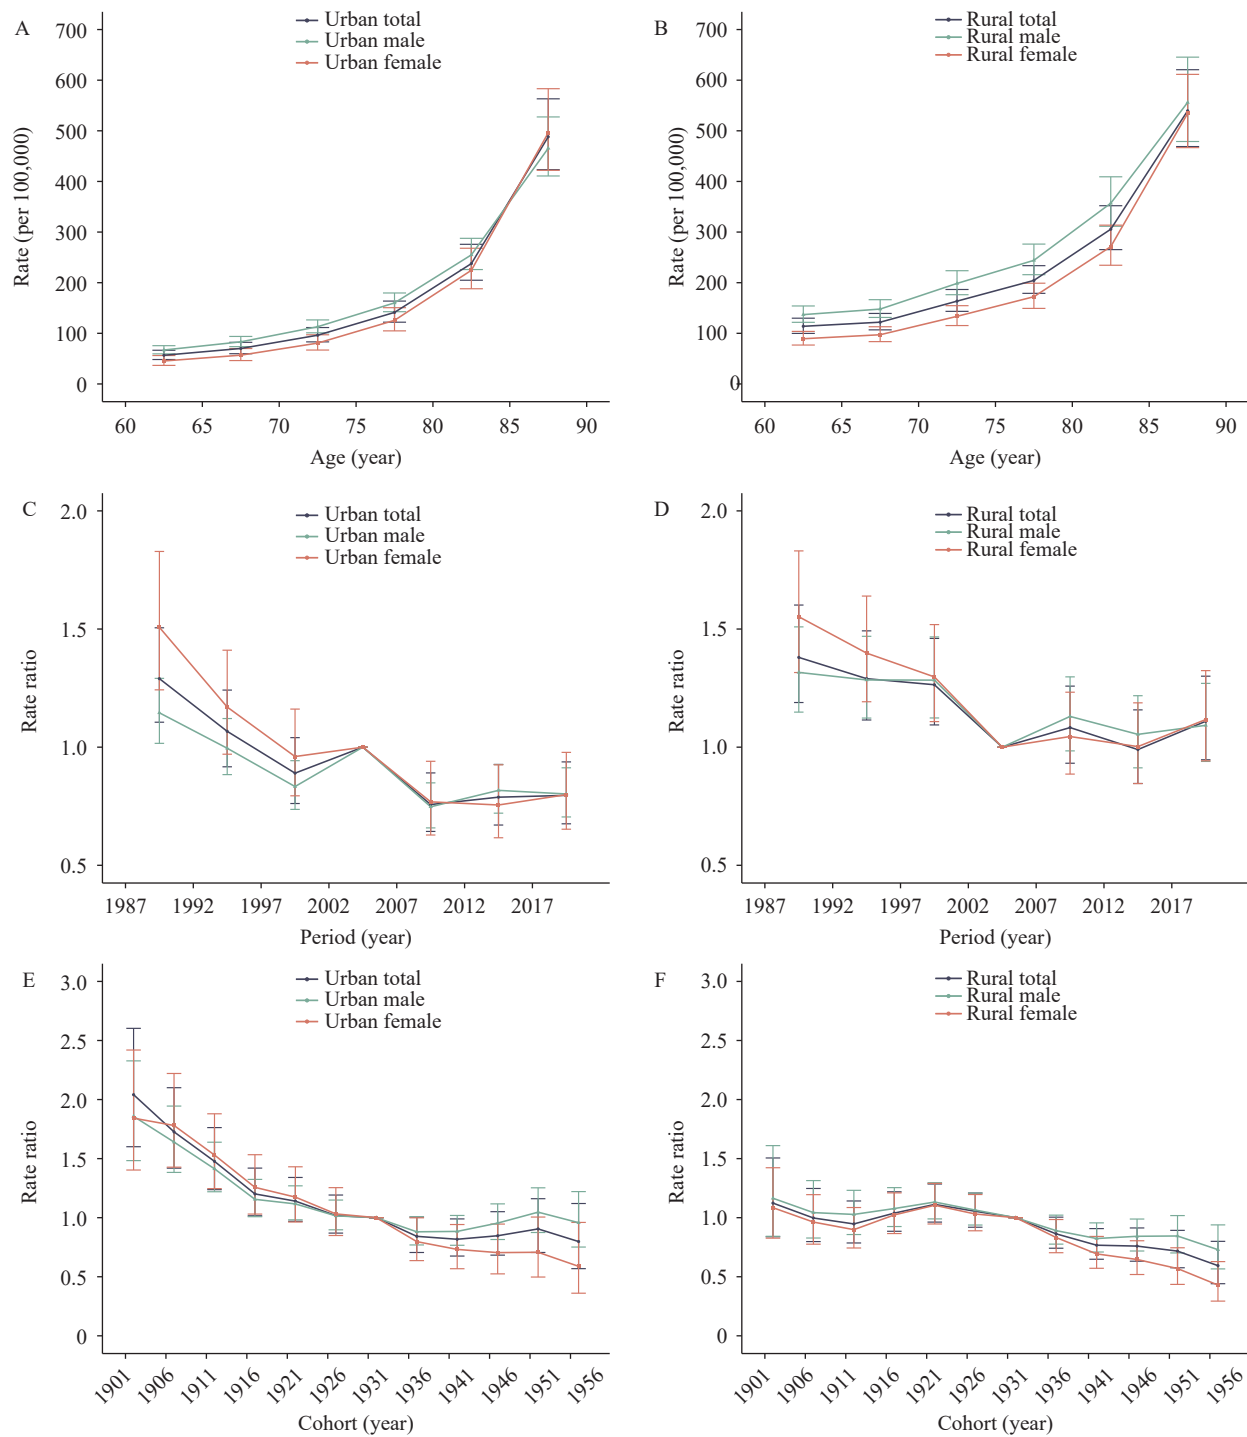 A
Urban total
Urban male
Urban female
700
600
500
400
300
200
100
0
Rate (per 100,000)
60 65 70 75 80 85 90
Age (year)
B
Rural total
Rural male
Rural female
700
600
500
400
300
200
100
0
Rate (per 100,000)
60 65 70 75 80 85 90
Age (year)
C
Urban total
Urban male
Urban female
2.0
1.5
1.0
0.5
Rate ratio
1987 1992 1997 2002 2007 2012 2017
Period (year)
D
Rural total
Rural male
Rural female
2.0
1.5
1.0
0.5
Rate ratio
1987 1992 1997 2002 2007 2012 2017
Period (year)
E
Urban total
Urban male
Urban female
3.0
2.5
2.0
1.5
1.0
0.5
0
Rate ratio
1901 1906 1911 1916 1921 1926 1931 1936 1941 1946 1951 1956
Cohort (year)
F
Rural total
Rural male
Rural female
3.0
2.5
2.0
1.5
1.0
0.5
0
Rate ratio
1901 1906 1911 1916 1921 1926 1931 1936 1941 1946 1951 1956
Cohort (year)